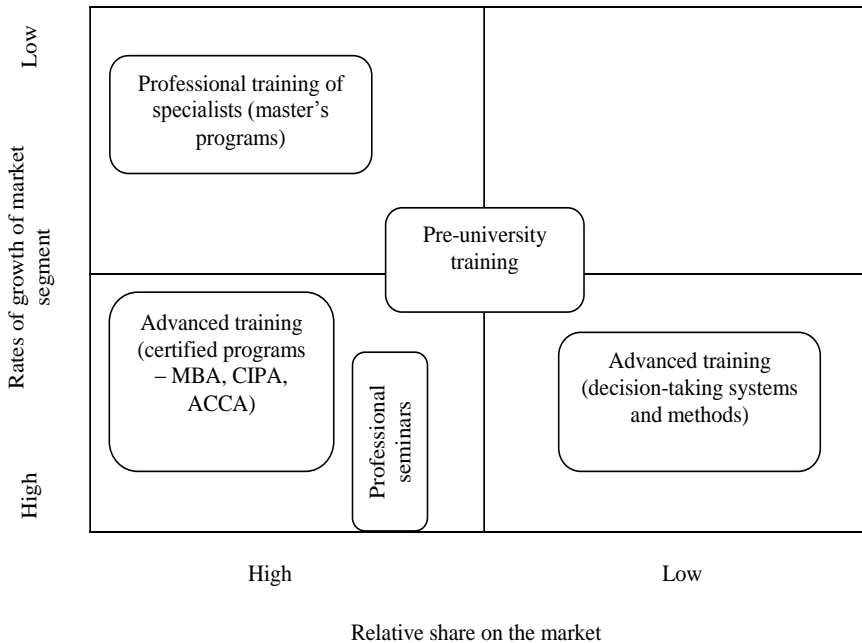 Low
Rates of growth of market
segment
High
Professional training of
specialists (master's
programs)
Pre-university
training
Advanced training
(certified programs
– MBA, CIPA,
ACCA)
Professional
seminars
Advanced training
(decision-taking systems
and methods)
High
Low
Relative share on the market